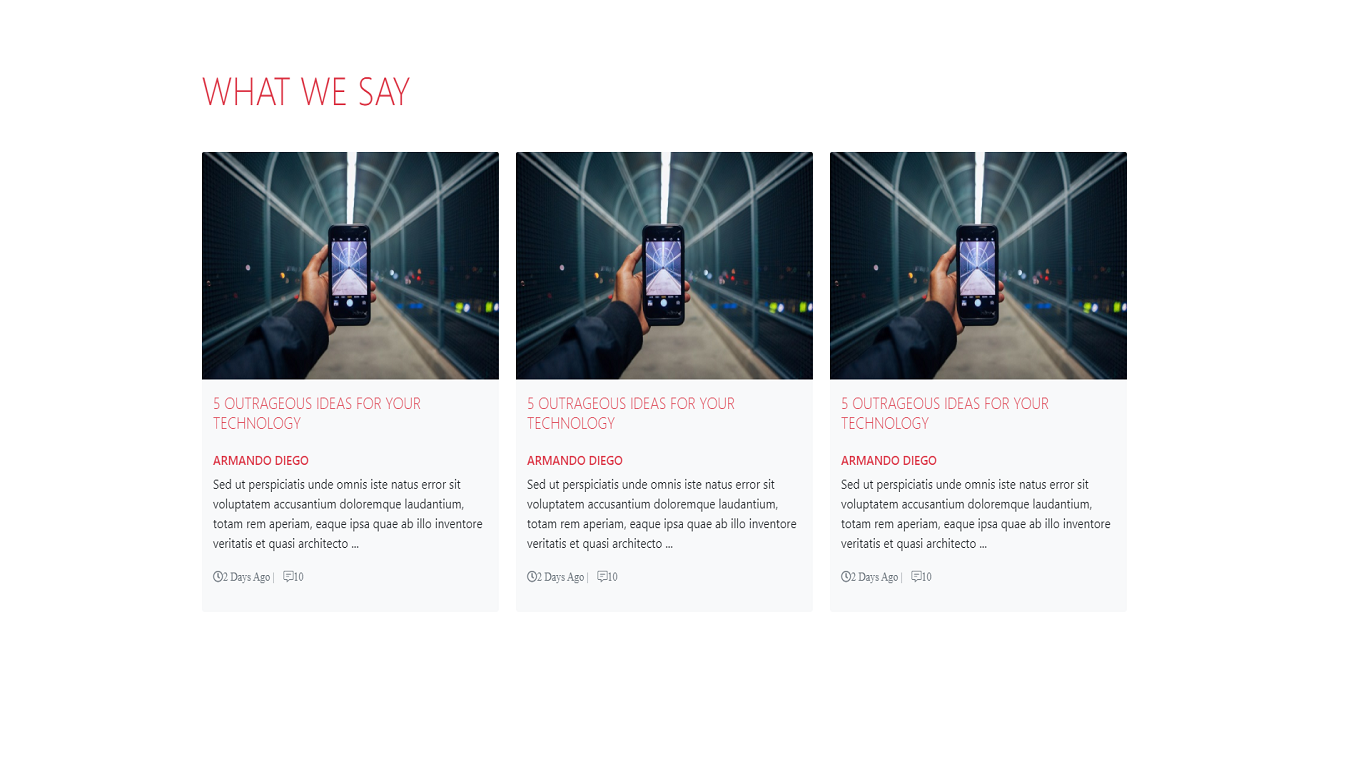 WHAT WE SAY
5 OUTRAGEOUS IDEAS FOR YOUR
TECHNOLOGY
ARMANDO DIEGO
Sed ut perspiciatis unde omnis iste natus error sit
voluptatem accusantium doloremque laudantium,
totam rem aperiam, eaque ipsa quae ab illo inventore
veritatis et quasi architecto ...
2 Days Ago | 10
5 OUTRAGEOUS IDEAS FOR YOUR
TECHNOLOGY
ARMANDO DIEGO
Sed ut perspiciatis unde omnis iste natus error sit
voluptatem accusantium doloremque laudantium,
totam rem aperiam, eaque ipsa quae ab illo inventore
veritatis et quasi architecto ...
2 Days Ago | 10
5 OUTRAGEOUS IDEAS FOR YOUR
TECHNOLOGY
ARMANDO DIEGO
Sed ut perspiciatis unde omnis iste natus error sit
voluptatem accusantium doloremque laudantium,
totam rem aperiam, eaque ipsa quae ab illo inventore
veritatis et quasi architecto ...
2 Days Ago | 10